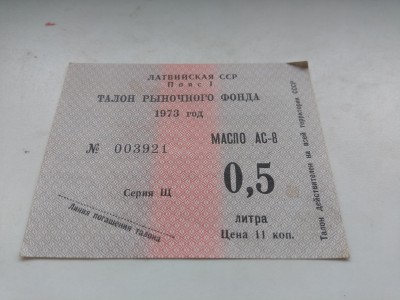 ЛАТВИЙСКАЯ ССР
Пояс I
ТАЛОН РЫНОЧНОГО ФОНДА
1973 год
№ 003921
МАСЛО АС-8
Серия Щ
0,5
литра
Цена 11 коп.
Линия погашения талона
Талон действителен на всей территории СССР